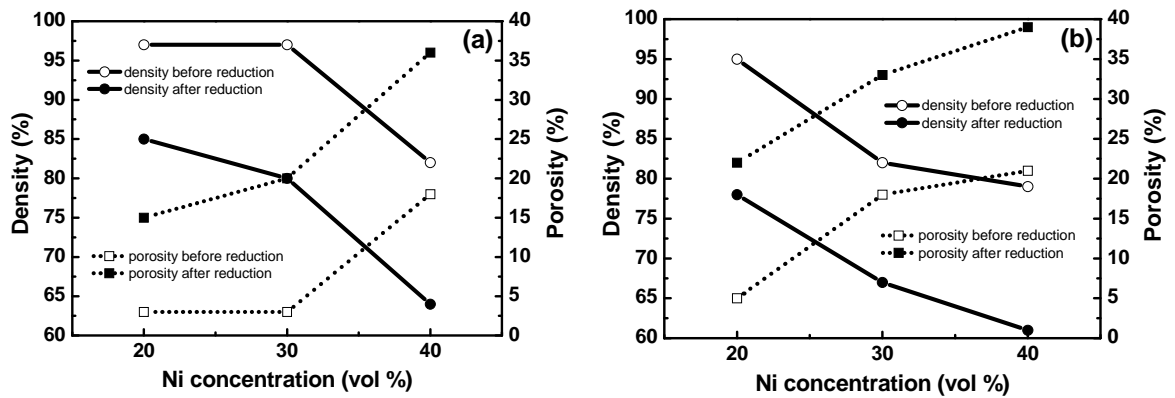 100
95
90
85
80
75
70
65
60
40
35
30
25
20
15
10
5
0
20
30
40
Density (%)
Porosity (%)
Ni concentration (vol %)
(a)
density before reduction
density after reduction
porosity before reduction
porosity after reduction
100
95
90
85
80
75
70
65
60
40
35
30
25
20
15
10
5
0
20
30
40
Density (%)
Porosity (%)
Ni concentration (vol %)
(b)
density before reduction
density after reduction
porosity before reduction
porosity after reduction